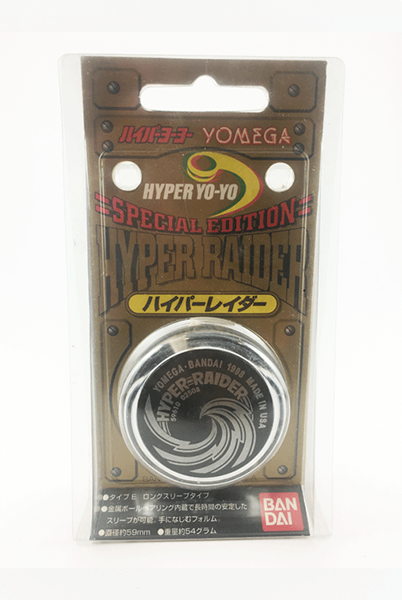 ハイパーヨーヨー YOMEGA
HYPER YO-YO
SPECIAL EDITION
HYPER RAIDER
ハイパーレイダー
YOMEGA・BANDAI 1998 MADE IN USA
HYPER=RAIDER
●タイプE ロングスリープタイプ
●金属ボールベアリング内蔵で長時間の安定した
スリープが可能。手になじむフォルム。
●直径約59mm ●重量約54グラム
BAN
DAI